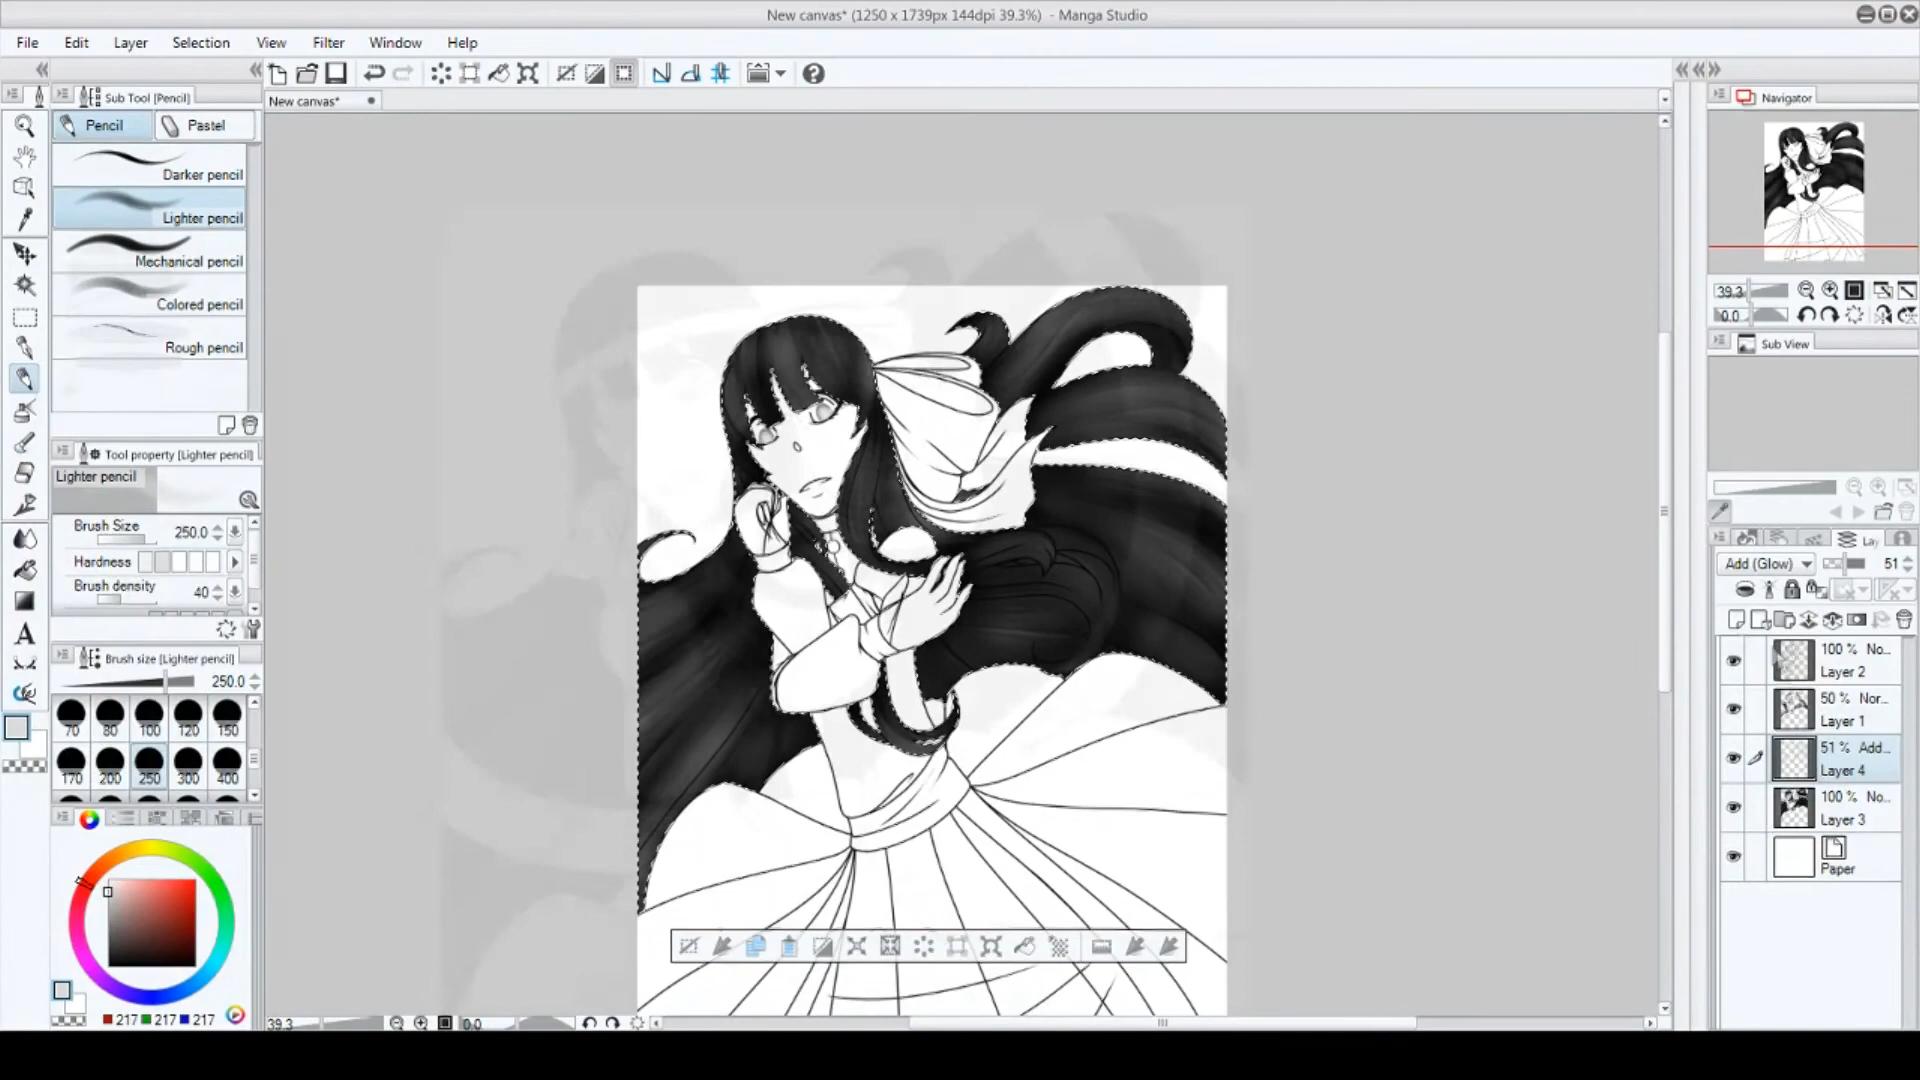 New canvas* (1250 x 1739px 144dpi 39.3%) - Manga Studio
File Edit Layer Selection View Filter Window Help
Sub Tool [Pencil]
New canvas*
Navigator
Pencil Pastel
Darker pencil
Lighter pencil
Mechanical pencil
Colored pencil
Rough pencil
39.3
0.0
Sub View
Tool property [Lighter pencil]
Lighter pencil
Brush Size 250.0
Hardness
Brush density 40
Lay
Add (Glow) 51
Brush size [Lighter pencil]
250.0
70 80 100 120 150
170 200 250 300 400
100 % No...
Layer 2
50 % Nor...
Layer 1
51 % Add...
Layer 4
100 % No...
Layer 3
Paper
A
217 217 217
39.3 0.0